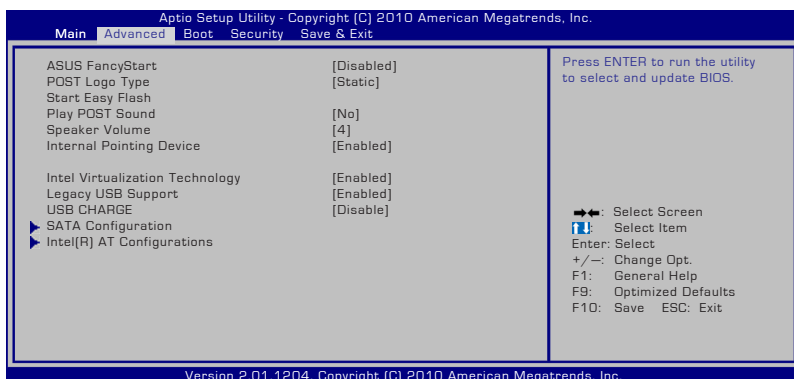 Aptio Setup Utility - Copyright (C) 2010 American Megatrends, Inc.
Main Advanced Boot Security Save & Exit
ASUS FancyStart [Disabled]
POST Logo Type [Static]
Start Easy Flash
Play POST Sound [No]
Speaker Volume [4]
Internal Pointing Device [Enabled]
Intel Virtualization Technology [Enabled]
Legacy USB Support [Enabled]
USB CHARGE [Disable]
SATA Configuration
Intel(R) AT Configurations
Press ENTER to run the utility
to select and update BIOS.
→←: Select Screen
↑↓: Select Item
Enter: Select
+/—: Change Opt.
F1: General Help
F9: Optimized Defaults
F10: Save ESC: Exit
Version 2.01.1204. Copyright (C) 2010 American Megatrends, Inc.